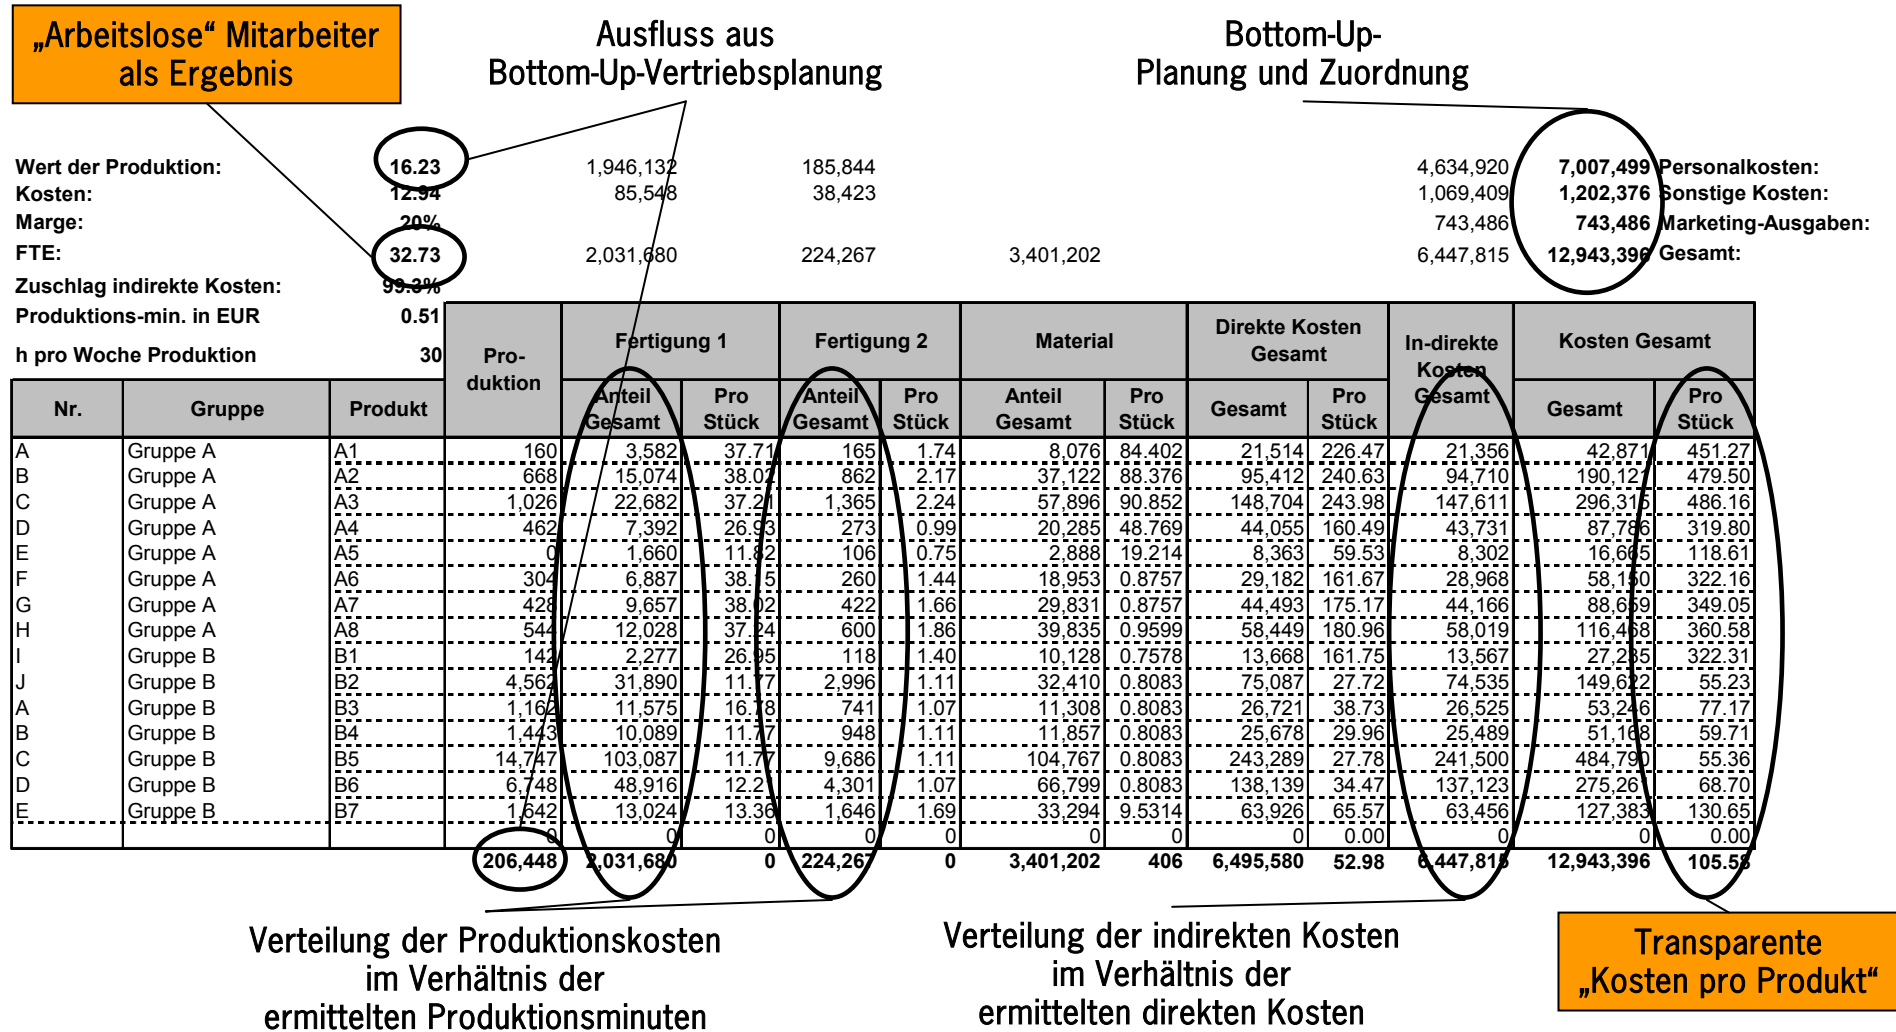 „Arbeitslose“ Mitarbeiter
als Ergebnis
Ausfluss aus
Bottom-Up-Vertriebsplanung
Bottom-Up-
Planung und Zuordnung
Wert der Produktion: 16.23 1,946,132 185,844 4,634,920 7,007,499 Personalkosten:
Kosten: 12.94 85,548 38,423 1,069,409 1,202,376 Sonstige Kosten:
Marge: 20% 743,486 743,486 Marketing-Ausgaben:
FTE: 32.73 2,031,680 224,267 3,401,202 6,447,815 12,943,396 Gesamt:
Zuschlag indirekte Kosten: 99.3%
Produktions-min. in EUR 0.51
h pro Woche Produktion 30
Pro-
duktion
Fertigung 1
Fertigung 2
Material
Direkte Kosten
Gesamt
In-direkte
Kosten
Gesamt
Kosten Gesamt
Nr. Gruppe Produkt
Anteil
Gesamt
Pro
Stück
Anteil
Gesamt
Pro
Stück
Anteil
Gesamt
Pro
Stück
Gesamt
Pro
Stück
Gesamt
Pro
Stück
A Gruppe A A1 160 3,582 37.71 165 1.74 8,076 84.402 21,514 226.47 21,356 42,871 451.27
B Gruppe A A2 668 15,074 38.02 862 2.17 37,122 88.376 95,412 240.63 94,710 190,121 479.50
C Gruppe A A3 1,026 22,682 37.21 1,365 2.24 57,896 90.852 148,704 243.98 147,611 296,315 486.16
D Gruppe A A4 462 7,392 26.93 273 0.99 20,285 48.769 44,055 160.49 43,731 87,786 319.80
E Gruppe A A5 0 1,660 11.82 106 0.75 2,888 19.214 8,363 59.53 8,302 16,665 118.61
F Gruppe A A6 304 6,887 38.15 260 1.44 18,953 0.8757 29,182 161.67 28,968 58,150 322.16
G Gruppe A A7 428 9,657 38.02 422 1.66 29,831 0.8757 44,493 175.17 44,166 88,659 349.05
H Gruppe A A8 544 12,028 37.24 600 1.86 39,835 0.9599 58,449 180.96 58,019 116,468 360.58
I Gruppe B B1 142 2,277 26.95 118 1.40 10,128 0.7578 13,668 161.75 13,567 27,235 322.31
J Gruppe B B2 4,562 31,890 11.77 2,996 1.11 32,410 0.8083 75,087 27.72 74,535 149,622 55.23
A Gruppe B B3 1,162 11,575 16.78 741 1.07 11,308 0.8083 26,721 38.73 26,525 53,246 77.17
B Gruppe B B4 1,443 10,089 11.77 948 1.11 11,857 0.8083 25,678 29.96 25,489 51,168 59.71
C Gruppe B B5 14,747 103,087 11.77 9,686 1.11 104,767 0.8083 243,289 27.78 241,500 484,790 55.36
D Gruppe B B6 6,748 48,916 12.21 4,301 1.07 66,799 0.8083 138,139 34.47 137,123 275,261 68.70
E Gruppe B B7 1,642 13,024 13.36 1,646 1.69 33,294 9.5314 63,926 65.57 63,456 127,383 130.65
0 0 0 0 0 0 0 0 0.00 0 0 0.00
206,448 2,031,680 0 224,267 0 3,401,202 406 6,495,580 52.98 6,447,815 12,943,396 105.58
Verteilung der Produktionskosten
im Verhältnis der
ermittelten Produktionsminuten
Verteilung der indirekten Kosten
im Verhältnis der
ermittelten direkten Kosten
Transparente
„Kosten pro Produkt“